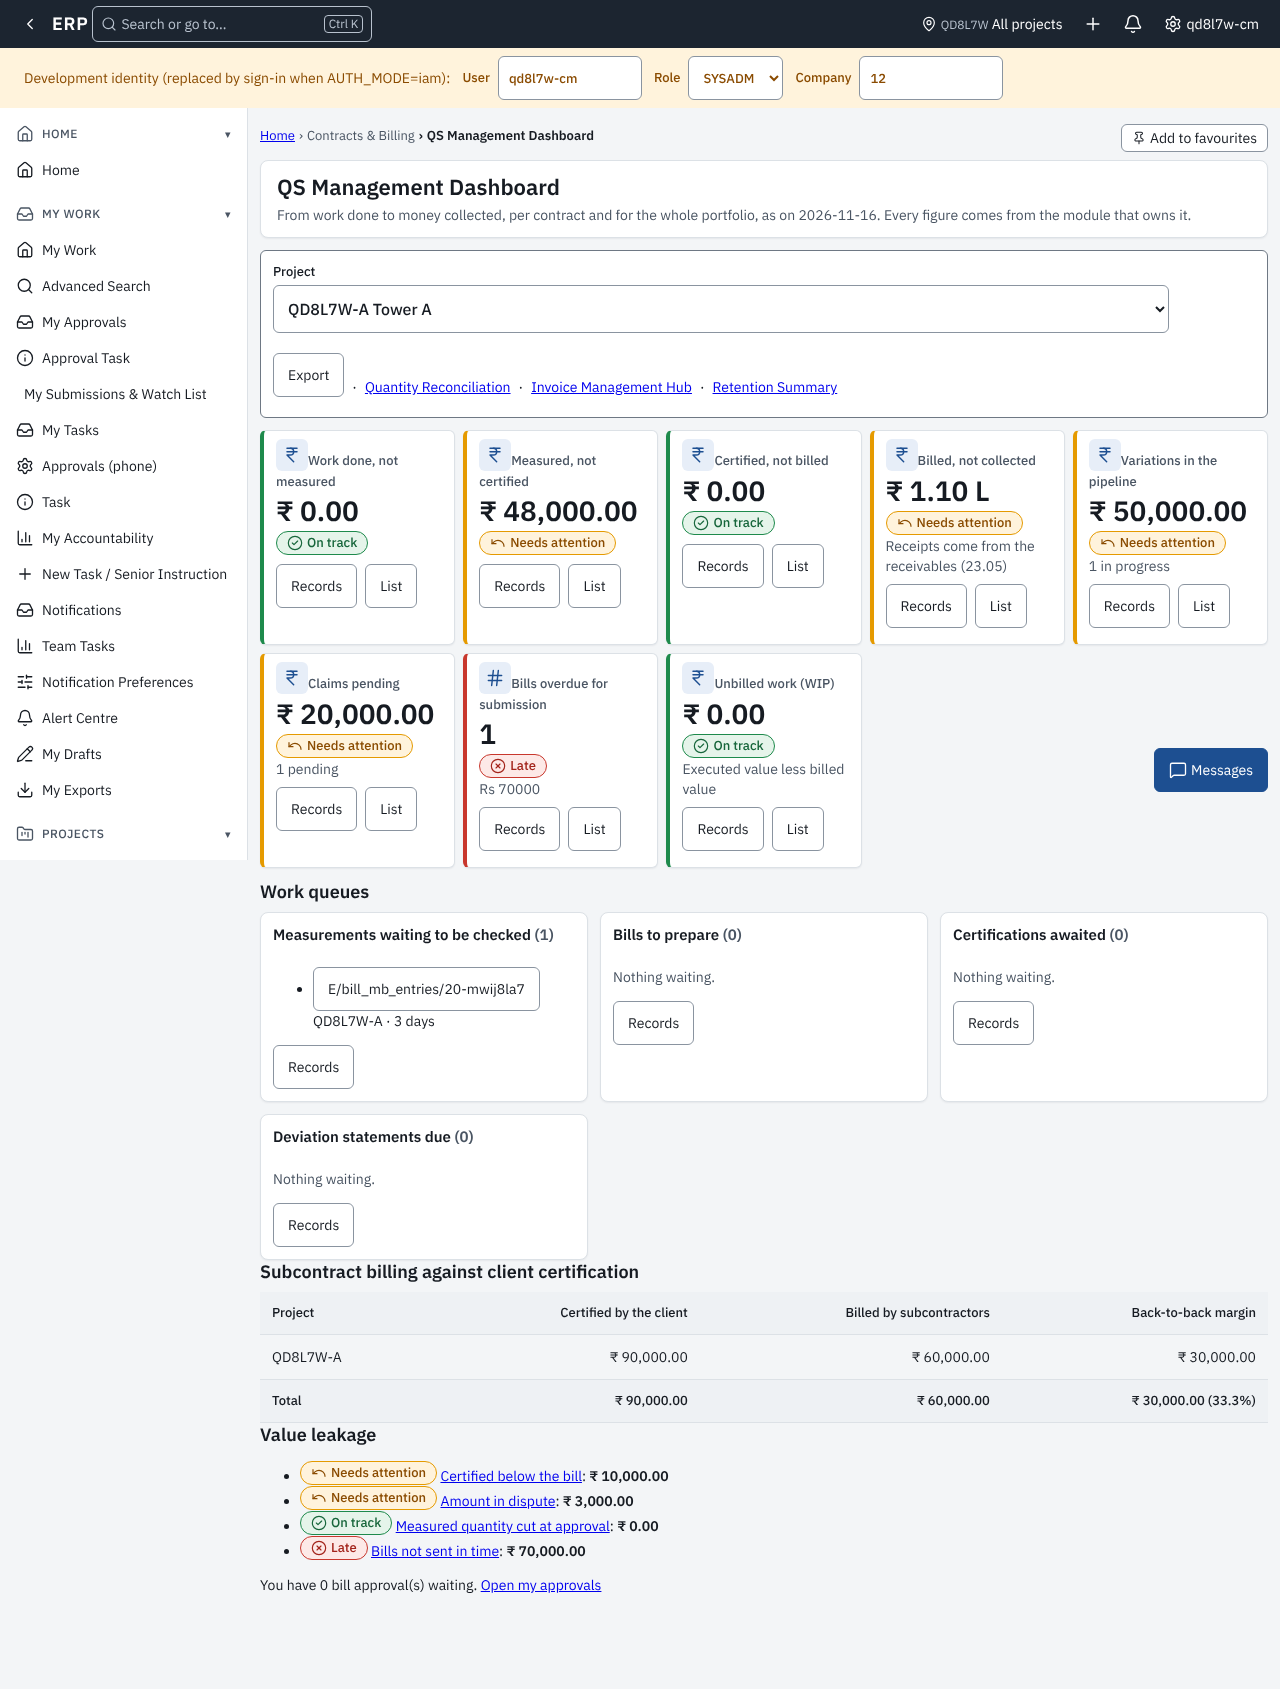 ERP
Search or go to...
Ctrl K
QD8L7W All projects
qd8l7w-cm
Development identity (replaced by sign-in when AUTH_MODE=iam):
User
qd8l7w-cm
Role
SYSADM
Company
12
HOME
Home
MY WORK
My Work
Advanced Search
My Approvals
Approval Task
My Submissions & Watch List
My Tasks
Approvals (phone)
Task
My Accountability
New Task / Senior Instruction
Notifications
Team Tasks
Notification Preferences
Alert Centre
My Drafts
My Exports
PROJECTS
Home › Contracts & Billing › QS Management Dashboard
Add to favourites
QS Management Dashboard
From work done to money collected, per contract and for the whole portfolio, as on 2026-11-16. Every figure comes from the module that owns it.
Project
QD8L7W-A Tower A
Export · Quantity Reconciliation · Invoice Management Hub · Retention Summary
₹ Work done, not
measured
₹ 0.00
On track
Records
List
₹ Measured, not
certified
₹ 48,000.00
Needs attention
Records
List
₹ Certified, not billed
₹ 0.00
On track
Records
List
₹ Billed, not collected
₹ 1.10 L
Needs attention
Receipts come from the
receivables (23.05)
Records
List
₹ Variations in the
pipeline
₹ 50,000.00
Needs attention
1 in progress
Records
List
₹ Claims pending
₹ 20,000.00
Needs attention
1 pending
Records
List
# Bills overdue for
submission
1
Late
Rs 70000
Records
List
₹ Unbilled work (WIP)
₹ 0.00
On track
Executed value less billed
value
Records
List
Messages
Work queues
Measurements waiting to be checked (1)
• E/bill_mb_entries/20-mwij8la7
QD8L7W-A · 3 days
Records
Bills to prepare (0)
Nothing waiting.
Records
Certifications awaited (0)
Nothing waiting.
Records
Deviation statements due (0)
Nothing waiting.
Records
Subcontract billing against client certification
Project
Certified by the client
Billed by subcontractors
Back-to-back margin
QD8L7W-A
₹ 90,000.00
₹ 60,000.00
₹ 30,000.00
Total
₹ 90,000.00
₹ 60,000.00
₹ 30,000.00 (33.3%)
Value leakage
• Needs attention Certified below the bill: ₹ 10,000.00
• Needs attention Amount in dispute: ₹ 3,000.00
• On track Measured quantity cut at approval: ₹ 0.00
• Late Bills not sent in time: ₹ 70,000.00
You have 0 bill approval(s) waiting. Open my approvals